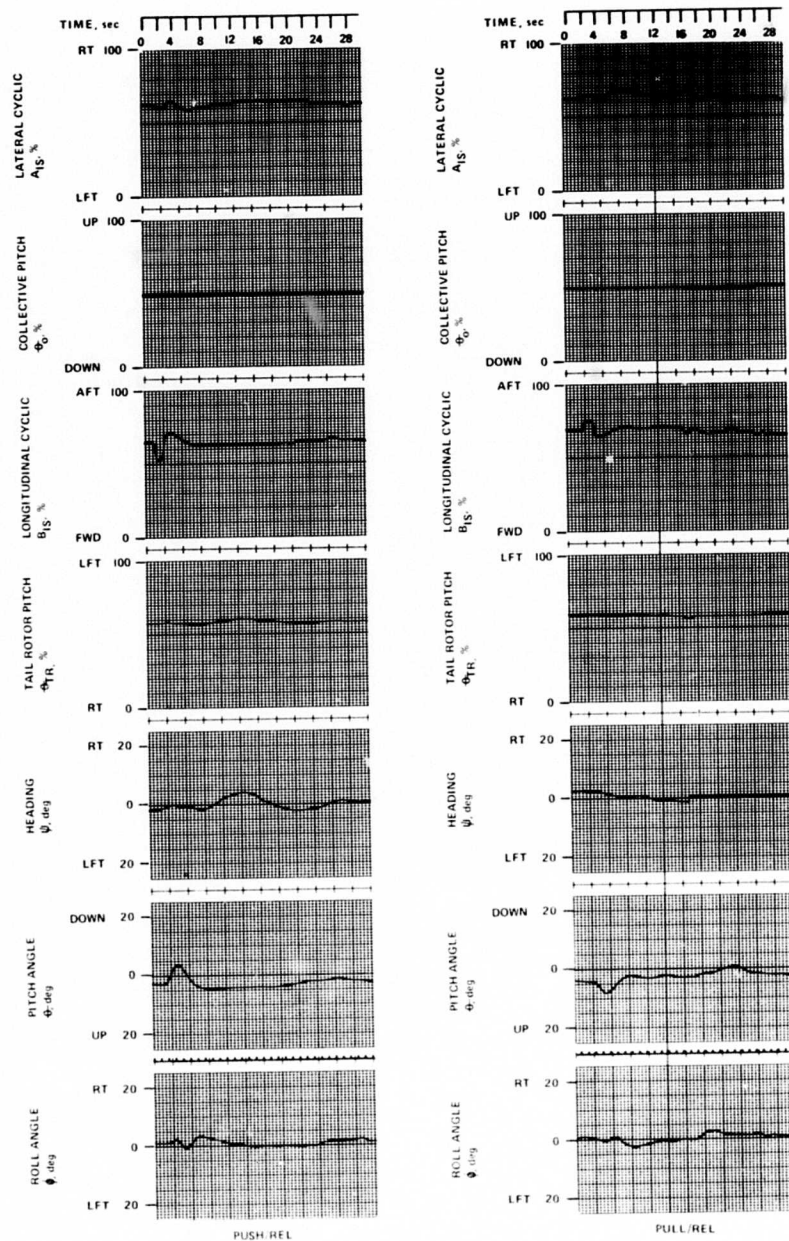 TIME, sec
0 4 8 12 14 20 24 28
RT 100
LATERAL CYCLIC
A1S, %
LFT 0
UP 100
COLLECTIVE PITCH
θo, %
DOWN 0
AFT 100
LONGITUDINAL CYCLIC
B1S, %
FWD 0
LFT 100
TAIL ROTOR PITCH
θTR, %
RT 0
RT 20
HEADING
ψ, deg
0
LFT 20
DOWN 20
PITCH ANGLE
θ, deg
0
UP 20
RT 20
ROLL ANGLE
φ, deg
0
LFT 20
PUSH/REL
TIME, sec
0 4 8 12 16 20 24 28
RT 100
LATERAL CYCLIC
A1S, %
LFT 0
UP 100
COLLECTIVE PITCH
θo, %
DOWN 0
AFT 100
LONGITUDINAL CYCLIC
B1S, %
FWD 0
LFT 100
TAIL ROTOR PITCH
θTR, %
RT 0
RT 20
HEADING
ψ, deg
0
LFT 20
DOWN 20
PITCH ANGLE
θ, deg
0
UP 20
RT 20
ROLL ANGLE
φ, deg
0
LFT 20
PULL/REL